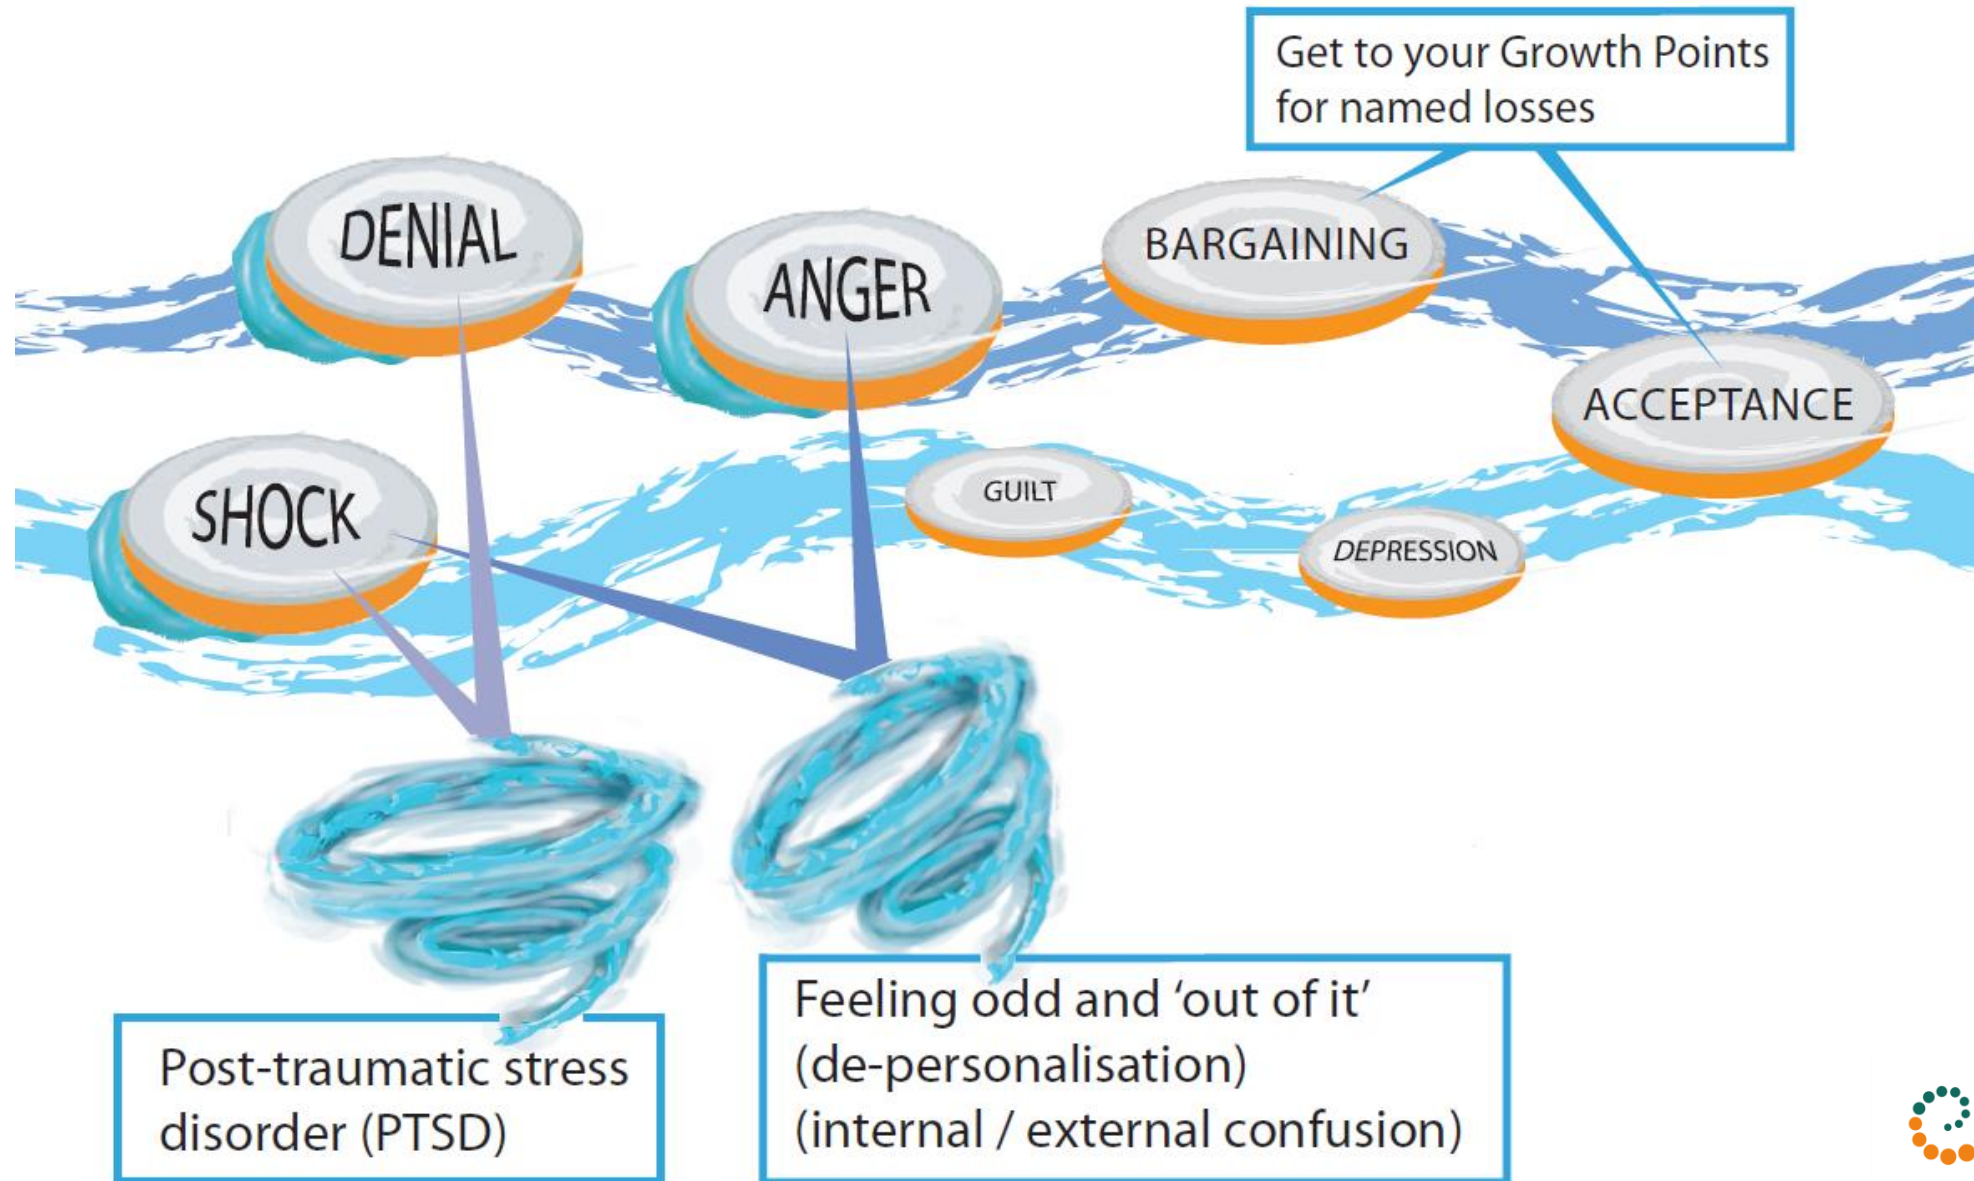 Get to your Growth Points
for named losses
DENIAL
ANGER
BARGAINING
ACCEPTANCE
SHOCK
GUILT
DEPRESSION
Post-traumatic stress
disorder (PTSD)
Feeling odd and ‘out of it’
(de-personalisation)
(internal / external confusion)